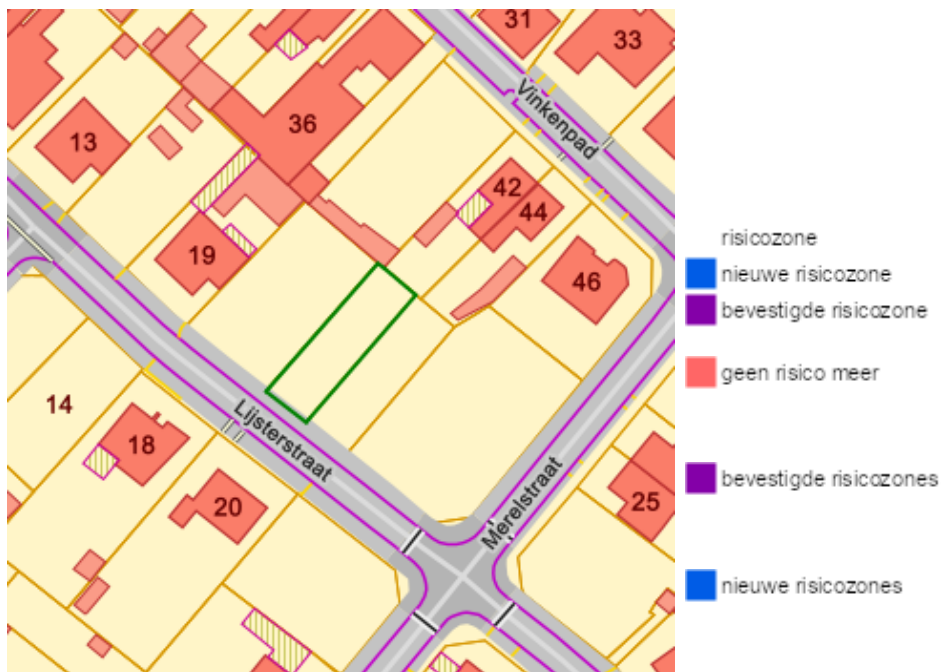 31
33
Vinkenpad
36
13
42
44
19
46
14
Lijsterstraat
18
20
Merelstraat
25
risicozone
nieuwe risicozone
bevestigde risicozone
geen risico meer
bevestigde risicozones
nieuwe risicozones